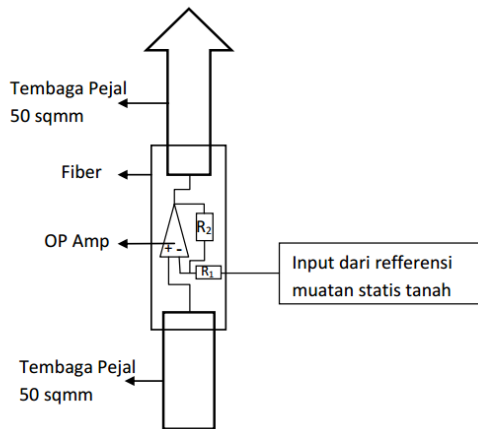 Tembaga Pejal
50 sqmm
Fiber
R2
OP Amp
+ -
R1
Input dari refferensi
muatan statis tanah
Tembaga Pejal
50 sqmm